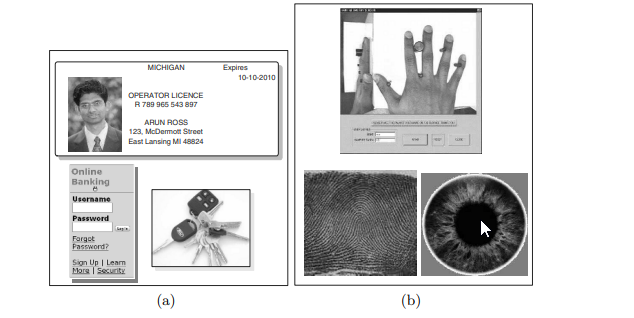 MICHIGAN Expires
10-10-2010
OPERATOR LICENCE
R 789 965 543 897
ARUN ROSS
123, McDermott Street
East Lansing MI 48824
Online
Banking
Username
Password
Forgot
Password?
Sign Up | Learn
More | Security
(a) (b)